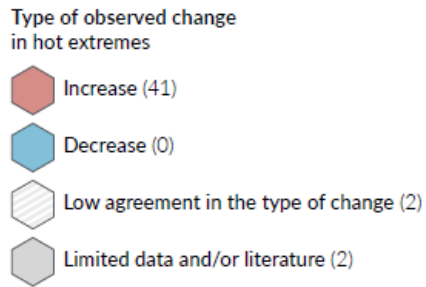 Type of observed change
in hot extremes
Increase (41)
Decrease (0)
Low agreement in the type of change (2)
Limited data and/or literature (2)